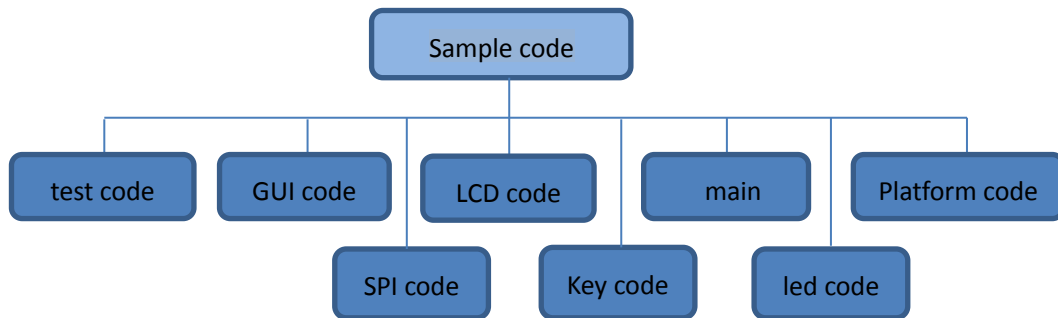 Sample code
test code
GUI code
LCD code
main
Platform code
SPI code
Key code
led code